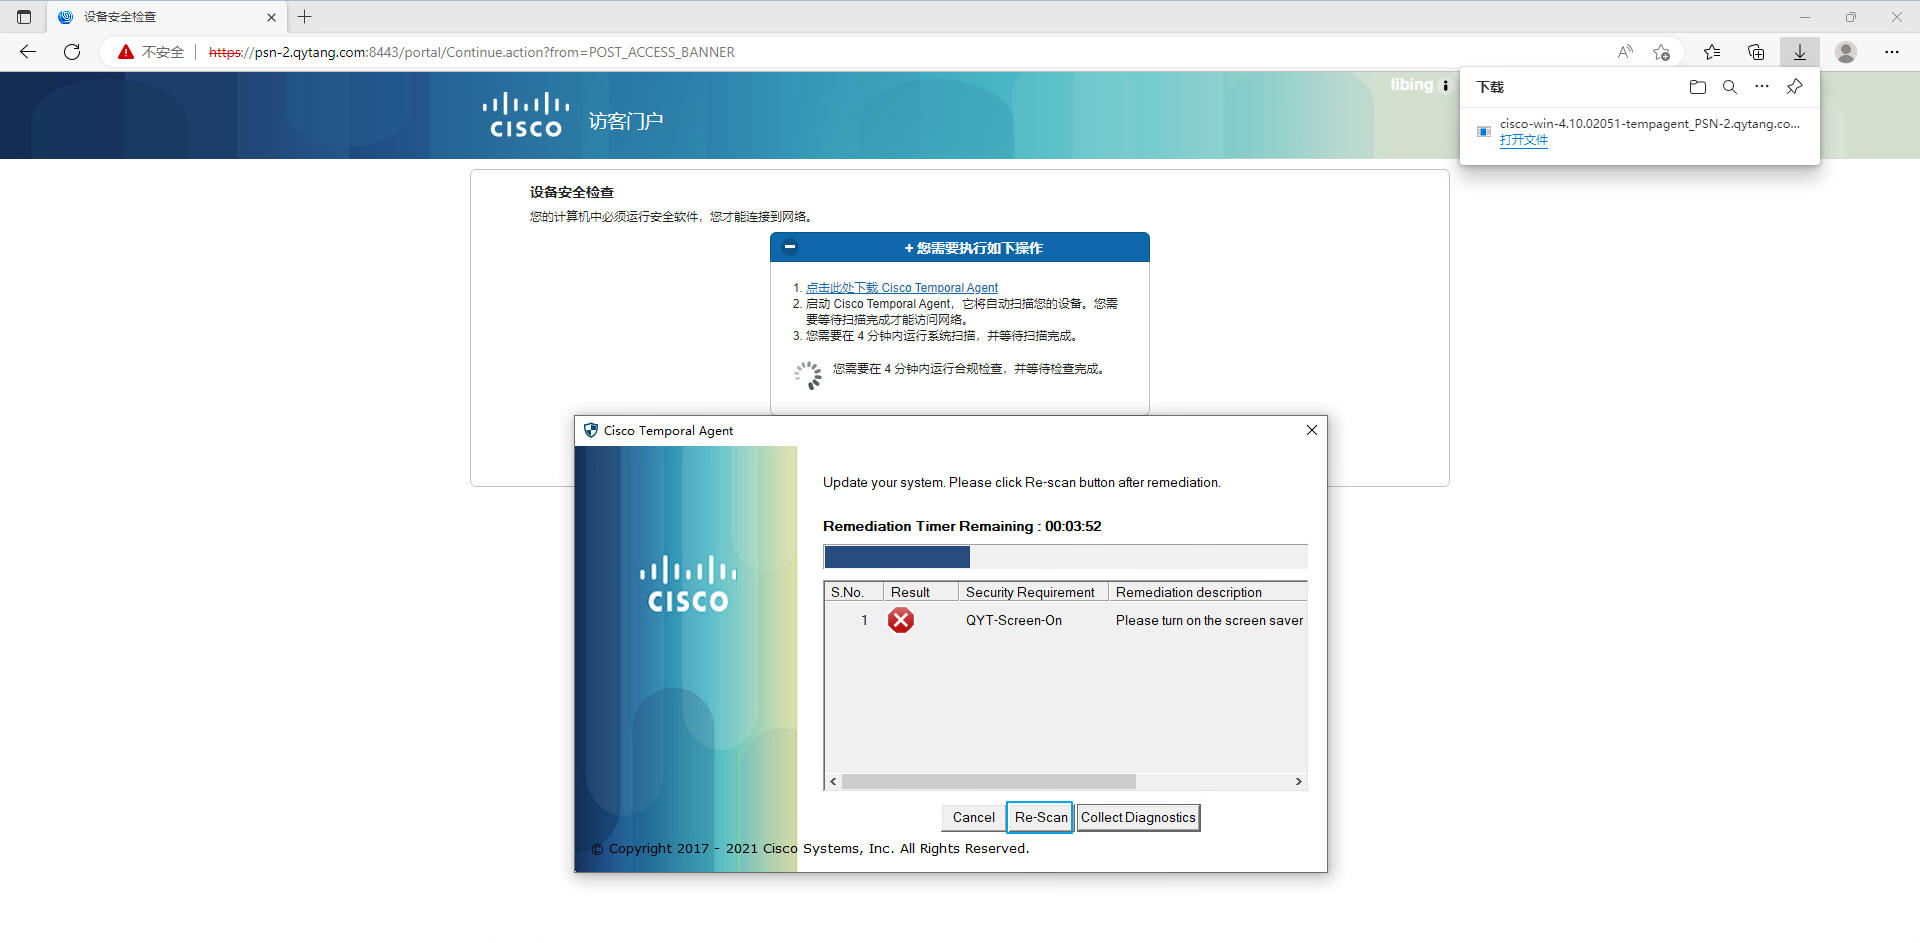 设备安全检查
不安全
https://psn-2.qytang.com:8443/portal/Continue.action?from=POST_ACCESS_BANNER
libing
下载
cisco-win-4.10.02051-tempagent_PSN-2.qytang.co...
打开文件
CISCO
访客门户
设备安全检查
您的计算机中必须运行安全软件，您才能连接到网络。
+ 您需要执行如下操作
1. 点击此处下载 Cisco Temporal Agent
2. 启动 Cisco Temporal Agent，它将自动扫描您的设备。您需
要等待扫描完成才能访问网络。
3. 您需要在 4 分钟内运行系统扫描，并等待扫描完成。
您需要在 4 分钟内运行合规检查，并等待检查完成。
Cisco Temporal Agent
Update your system. Please click Re-scan button after remediation.
Remediation Timer Remaining : 00:03:52
S.No. Result Security Requirement Remediation description
1 QYT-Screen-On Please turn on the screen saver
CISCO
Cancel Re-Scan Collect Diagnostics
© Copyright 2017 - 2021 Cisco Systems, Inc. All Rights Reserved.